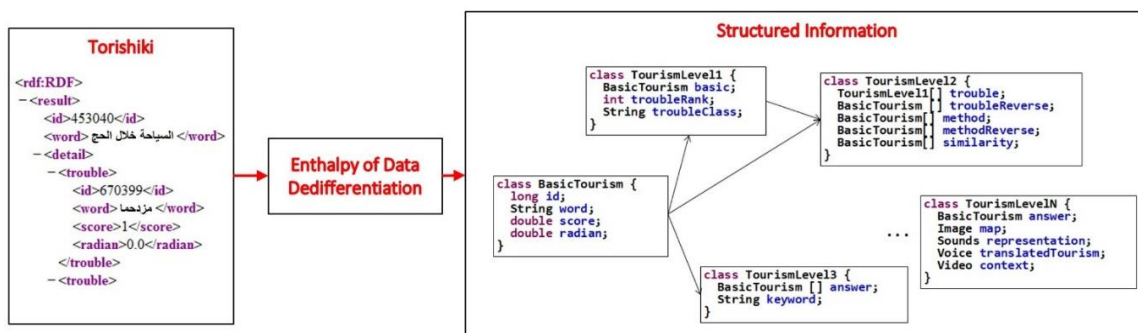 Torishiki
<rdf:RDF>
−<result>
<id>453040</id>
<word> السياحة خلال الحج </word>
−<detail>
−<trouble>
<id>670399</id>
<word> مزدحما </word>
<score>1</score>
<radian>0.0</radian>
</trouble>
−<trouble>
Enthalpy of Data
Dedifferentiation
Structured Information
class TourismLevel1 {
BasicTourism basic;
int troubleRank;
String troubleClass;
}
class TourismLevel2 {
TourismLevel1[] trouble;
BasicTourism [] troubleReverse;
BasicTourism[] method;
BasicTourism[] methodReverse;
BasicTourism[] similarity;
}
class BasicTourism {
long id;
String word;
double score;
double radian;
}
...
class TourismLevelN {
BasicTourism answer;
Image map;
Sounds representation;
Voice translatedTourism;
Video context;
}
class TourismLevel3 {
BasicTourism [] answer;
String keyword;
}